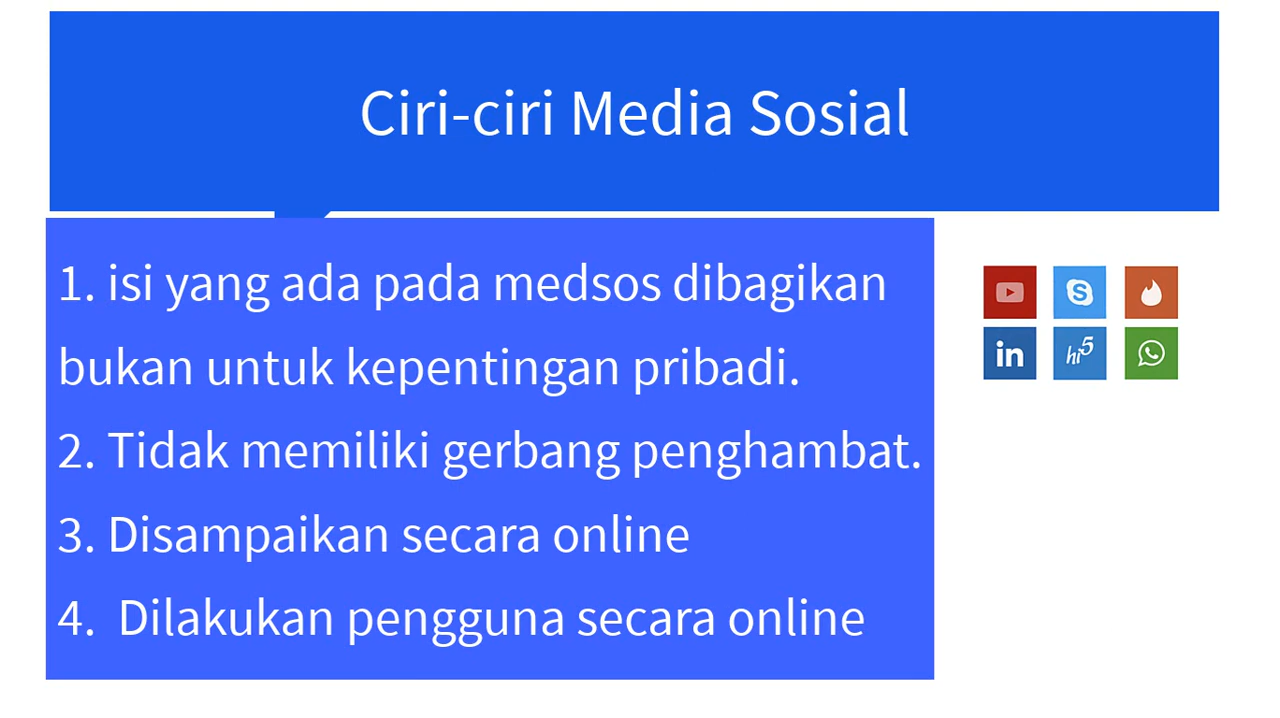 Ciri-ciri Media Sosial
1. isi yang ada pada medsos dibagikan
bukan untuk kepentingan pribadi.
2. Tidak memiliki gerbang penghambat.
3. Disampaikan secara online
4.  Dilakukan pengguna secara online
S
in
hi5